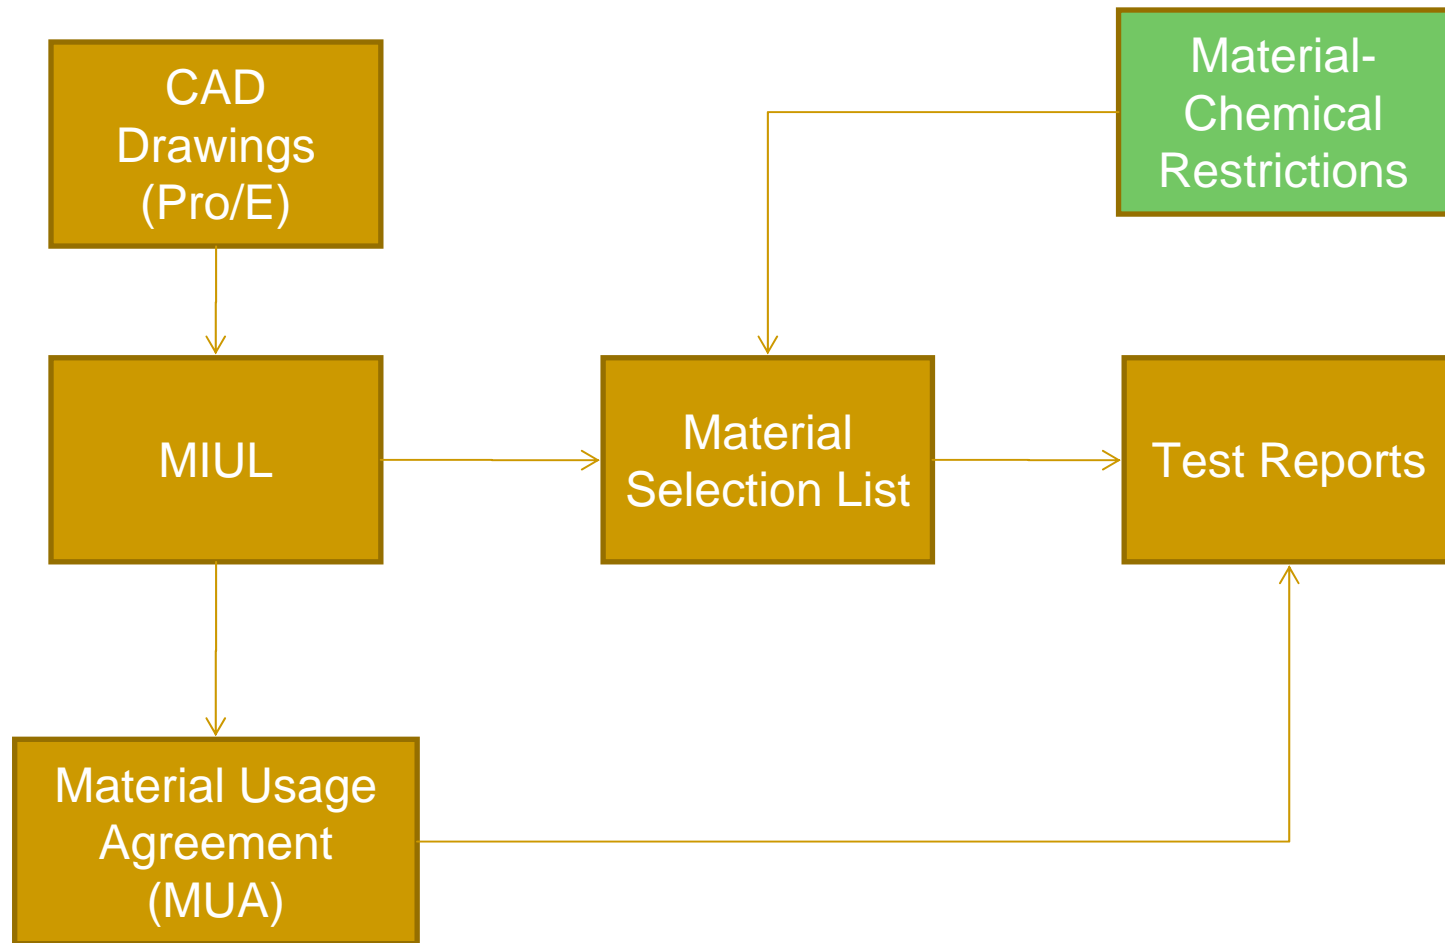 CAD
Drawings
(Pro/E)
Material-
Chemical
Restrictions
MIUL
Material
Selection List
Test Reports
Material Usage
Agreement
(MUA)